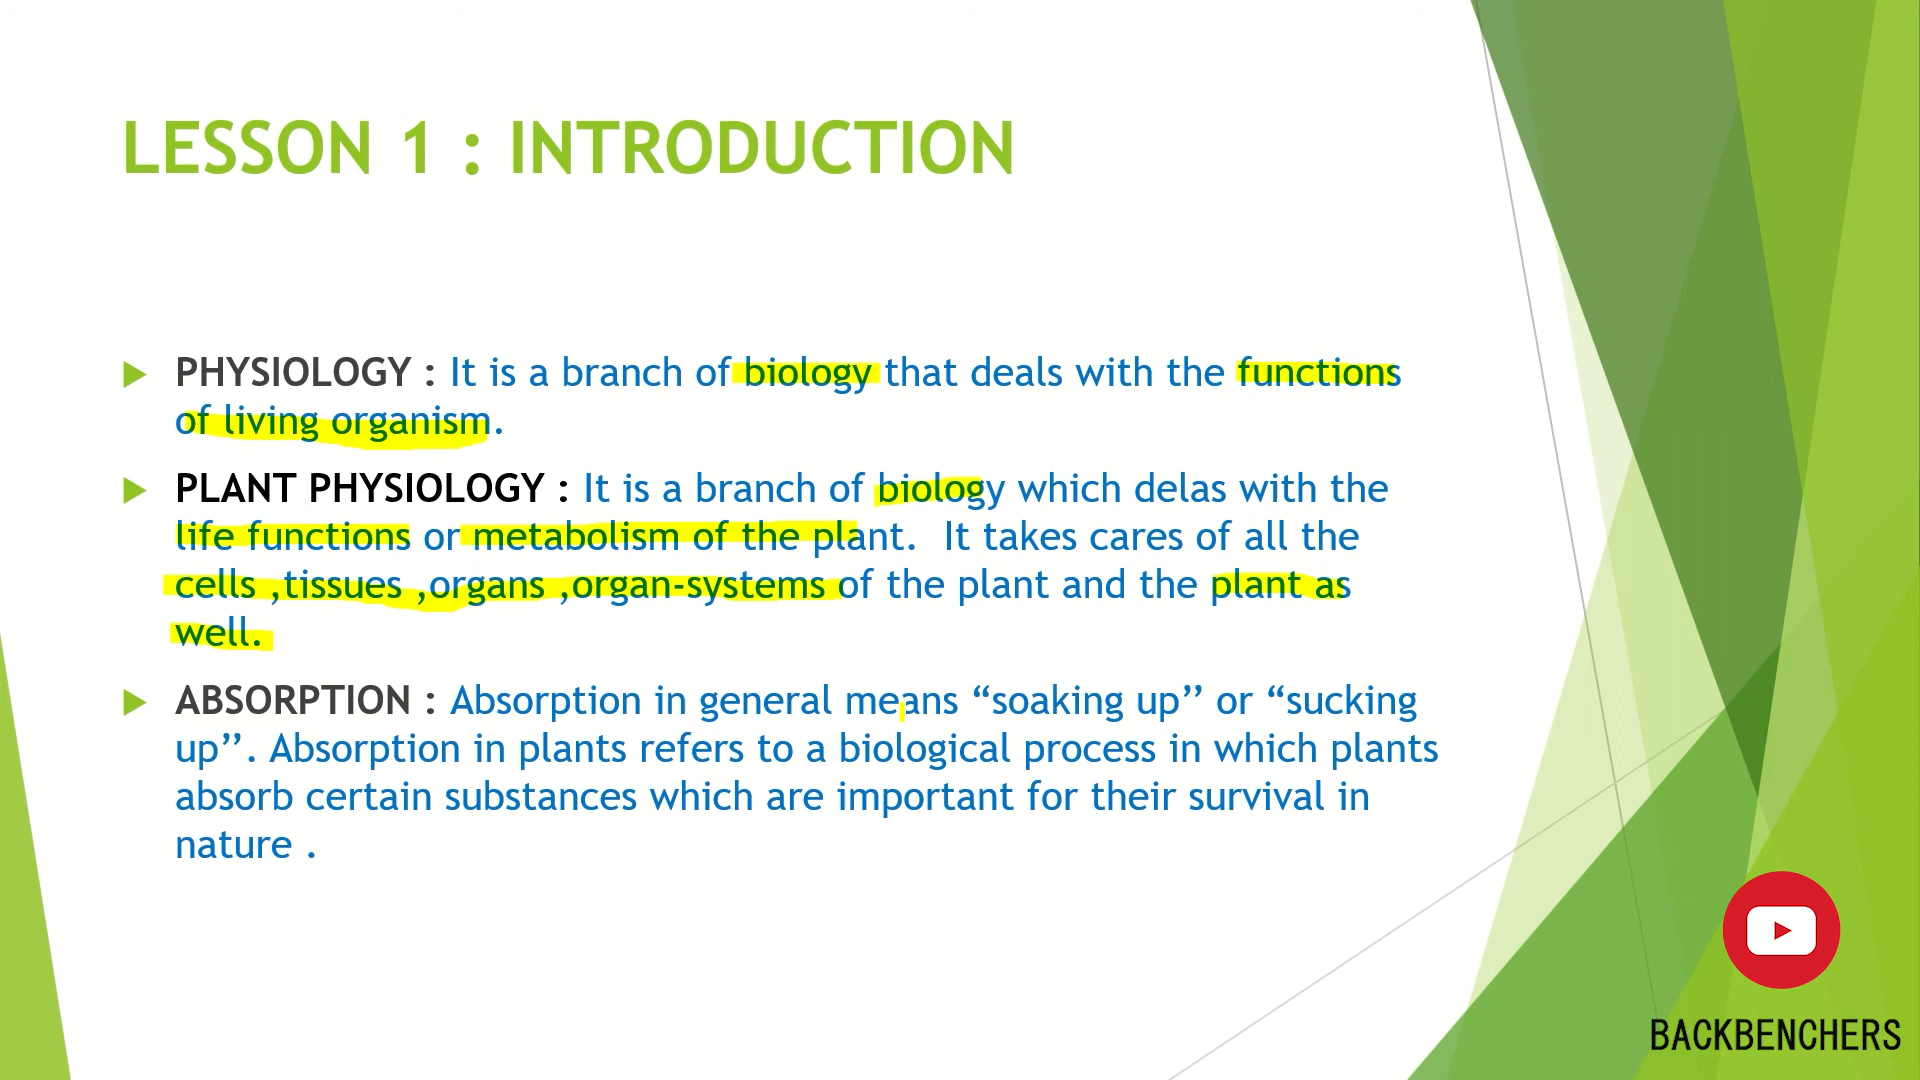 LESSON 1 : INTRODUCTION
PHYSIOLOGY : It is a branch of biology that deals with the functions
of living organism.
PLANT PHYSIOLOGY : It is a branch of biology which delas with the
life functions or metabolism of the plant.  It takes cares of all the
cells ,tissues ,organs ,organ-systems of the plant and the plant as
well.
ABSORPTION : Absorption in general means “soaking up’’ or “sucking
up’’. Absorption in plants refers to a biological process in which plants
absorb certain substances which are important for their survival in
nature .
BACKBENCHERS